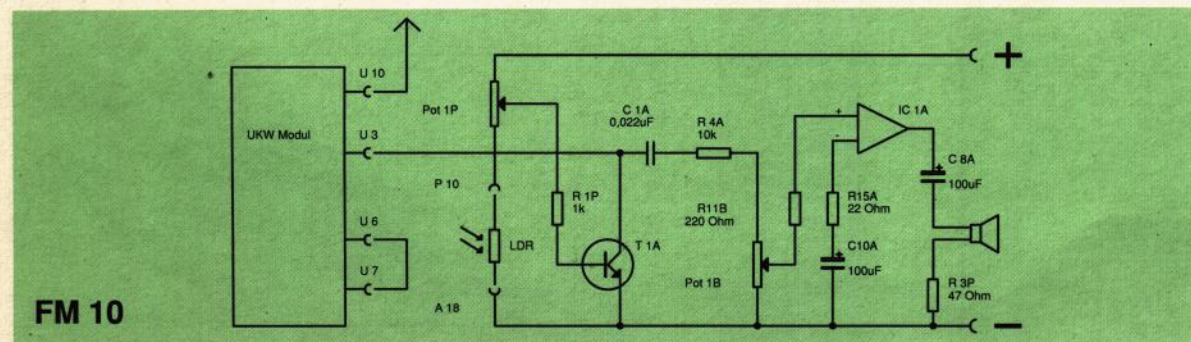 U 10
UKW Modul
U 3
U 6
U 7
FM 10
Pot 1P
P 10
LDR
A 18
R 1P
1k
T 1A
C 1A
0,022uF
R 4A
10k
R11B
220 Ohm
Pot 1B
+
-
IC 1A
R15A
22 Ohm
C10A
+
100uF
C 8A
+
100uF
R 3P
47 Ohm
+
−